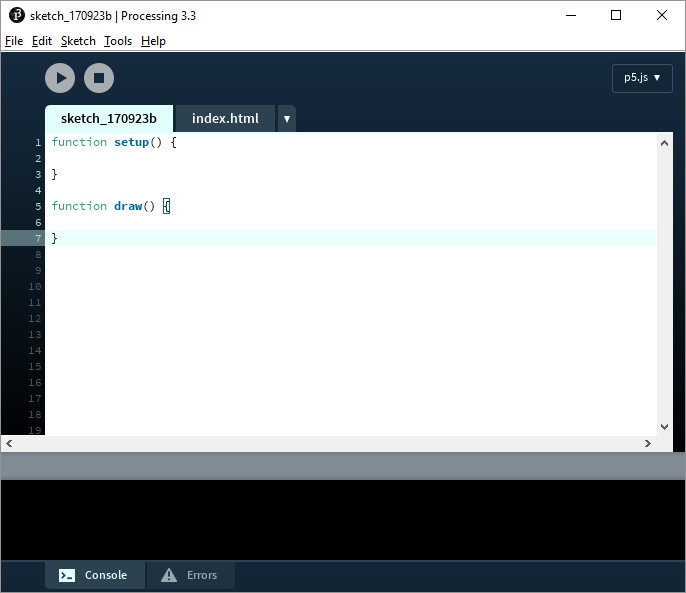 sketch_170923b | Processing 3.3
File Edit Sketch Tools Help
p5.js ▼
sketch_170923b index.html ▼
1 function setup() {
2
3 }
4
5 function draw() {
6
7 }
8
9
10
11
12
13
14
15
16
17
18
19
Console Errors